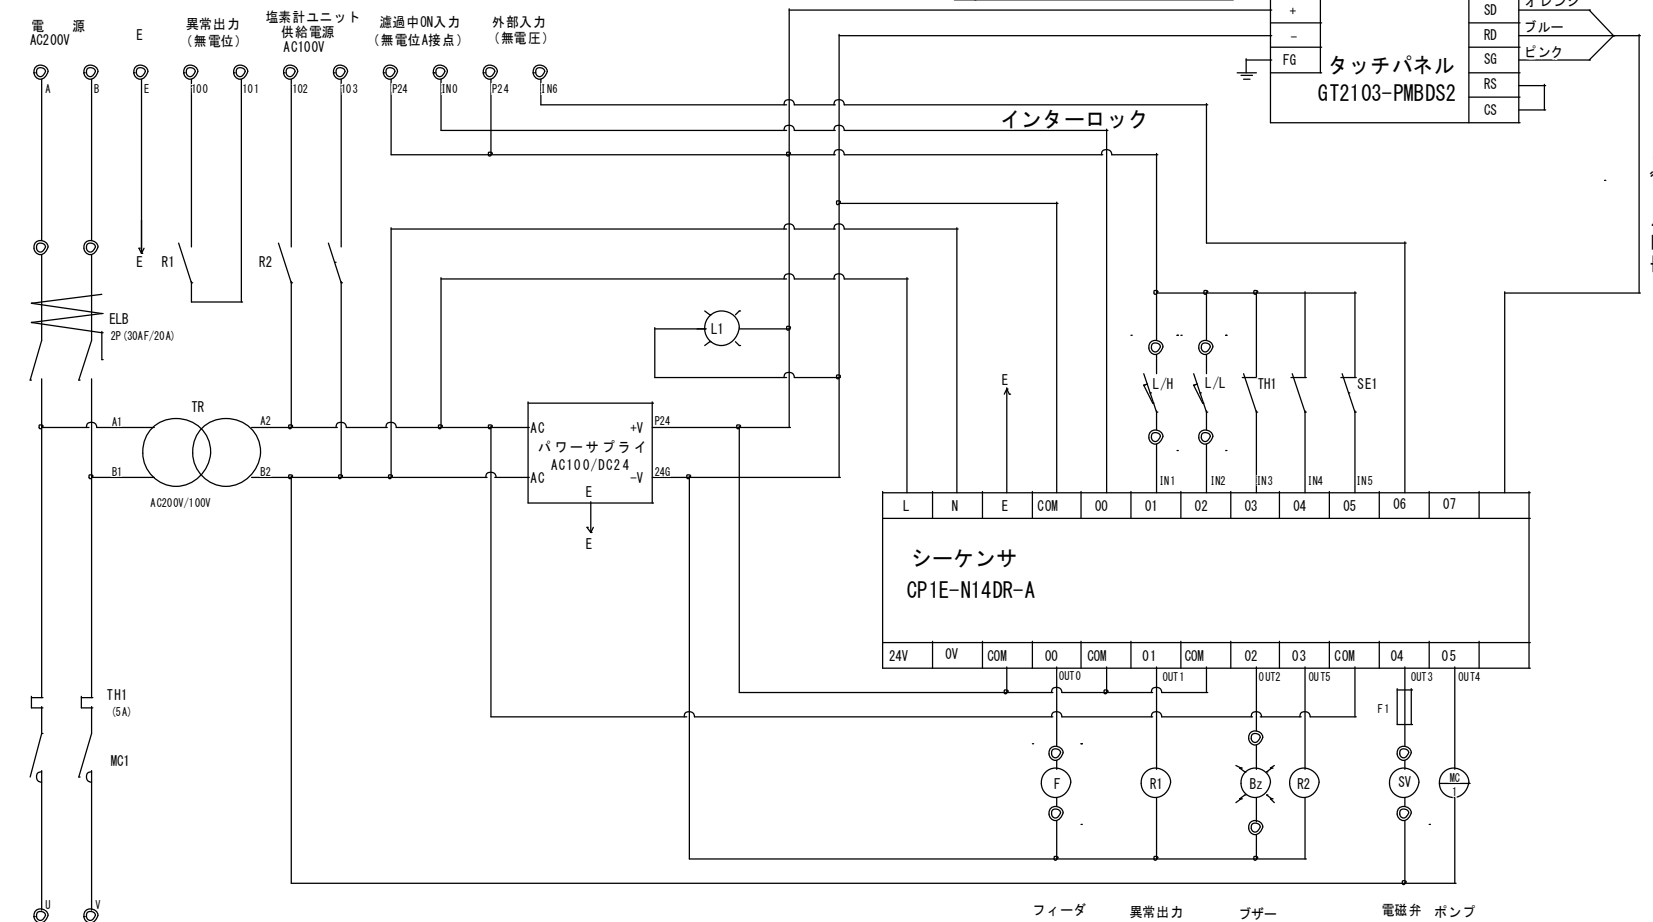 電 源
AC200V
E
異常出力
(無電位)
塩素計ユニット
供給電源
AC100V
濾過中ON入力
(無電位A接点)
外部入力
(無電圧)
A
B
E
100
101
102
103
P24
IN0
P24
IN6
インターロック
+
-
FG
タッチパネル
GT2103-PMBDS2
SD
RD
SG
RS
CS
オレンジ
ブルー
ピンク
E
R1
R2
ELB
2P(30AF/20A)
L1
TR
A1
A2
B1
B2
AC200V/100V
AC
+V
P24
パワーサプライ
AC100/DC24
AC
-V
24G
E
E
E
L/H
L/L
TH1
SE1
IN1
IN2
IN3
IN4
IN5
L
N
E
COM
00
01
02
03
04
05
06
07
シーケンサ
CP1E-N14DR-A
24V
0V
COM
00
COM
01
COM
02
03
COM
04
05
OUT0
OUT1
OUT2
OUT5
OUT3
OUT4
TH1
(5A)
MC1
F1
F
R1
Bz
R2
SV
MC
1
U
V
フィーダ
異常出力
ブザー
電磁弁
ポンプ